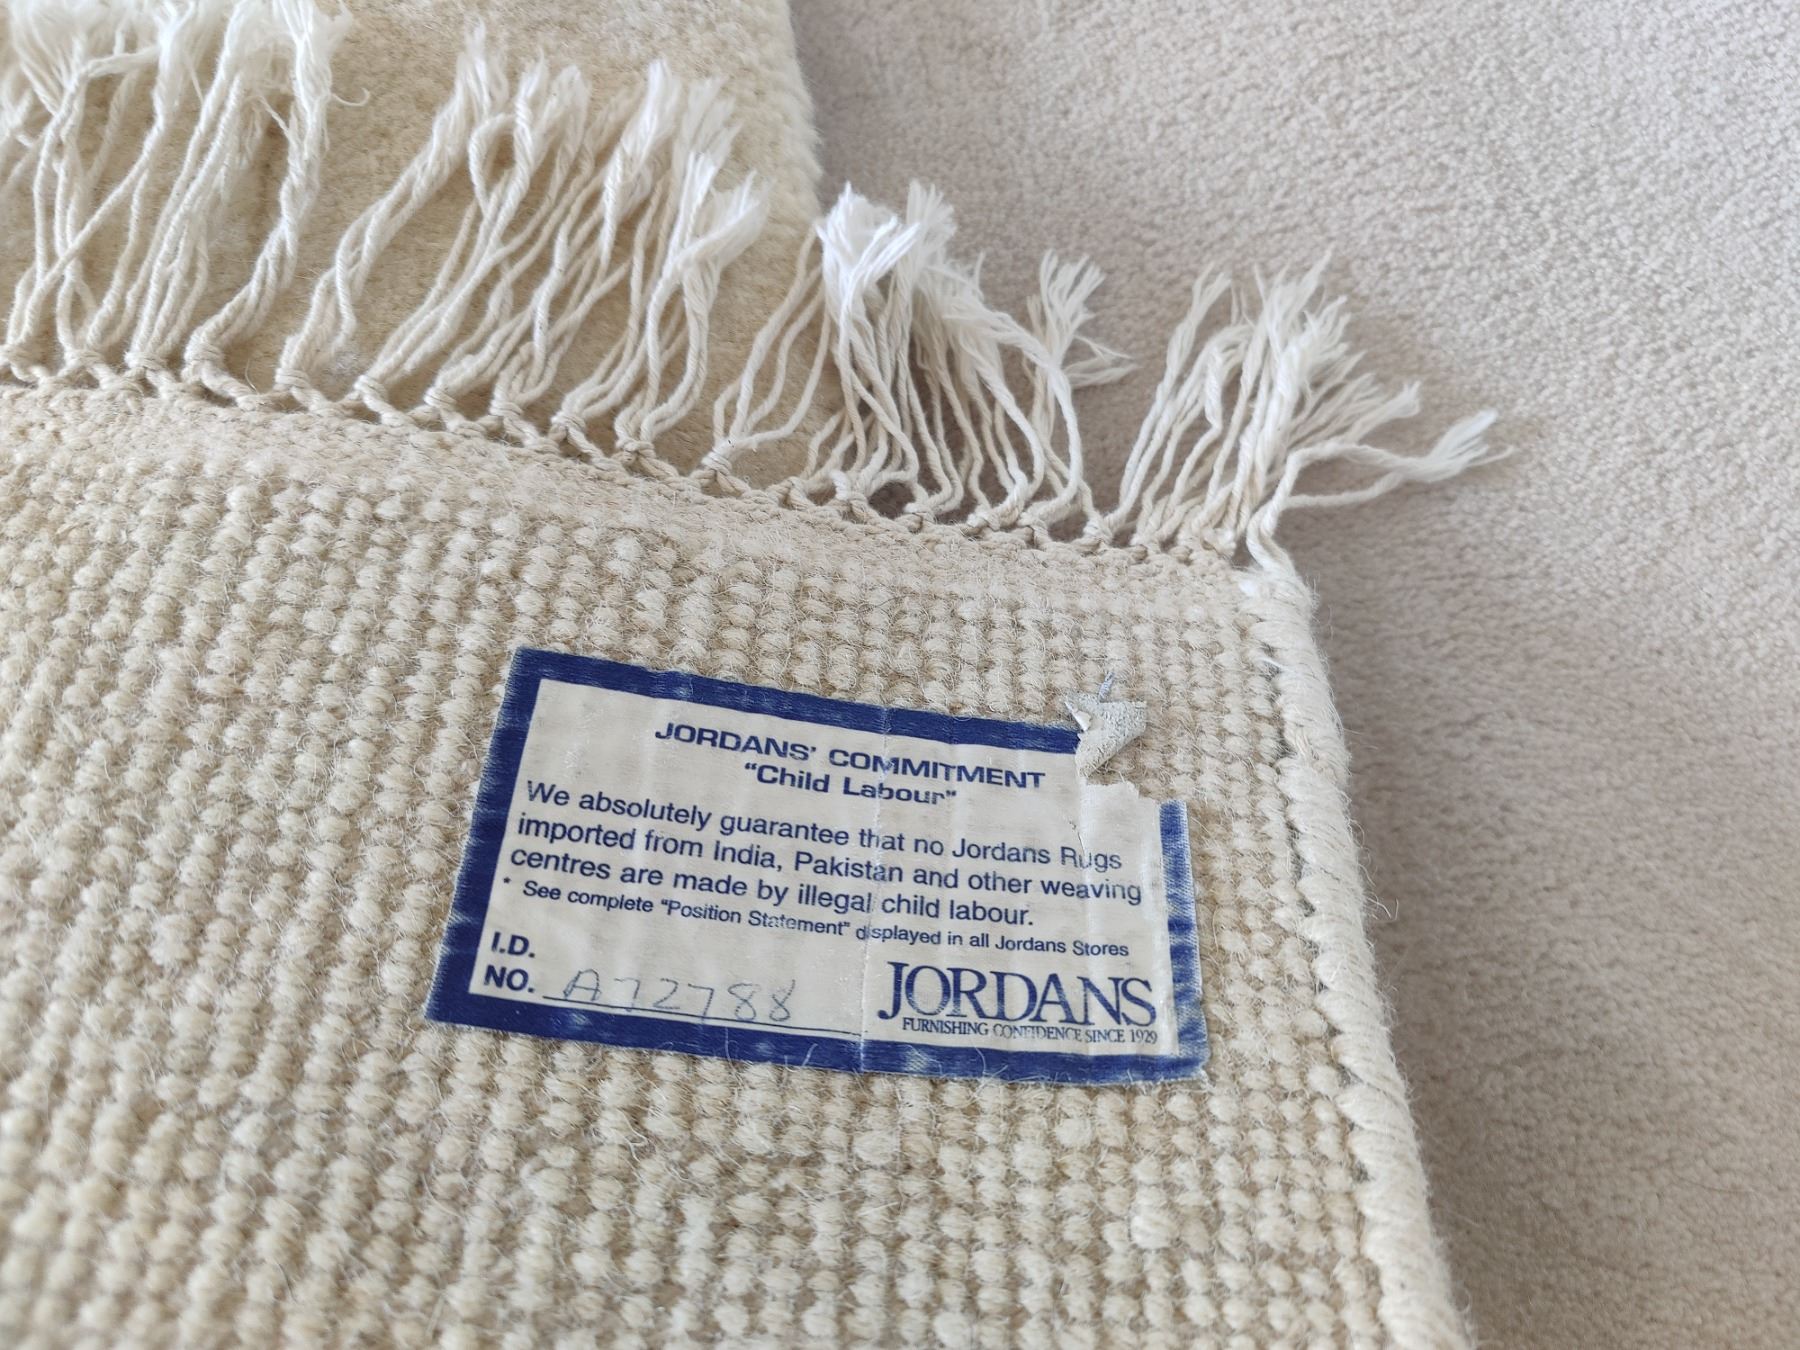 JORDANS' COMMITMENT
"Child Labour"
We absolutely guarantee that no Jordans Rugs
imported from India, Pakistan and other weaving
centres are made by illegal child labour.
* See complete "Position Statement" displayed in all Jordans Stores
I.D.
NO. A72788
JORDANS
FURNISHING CONFIDENCE SINCE 1929